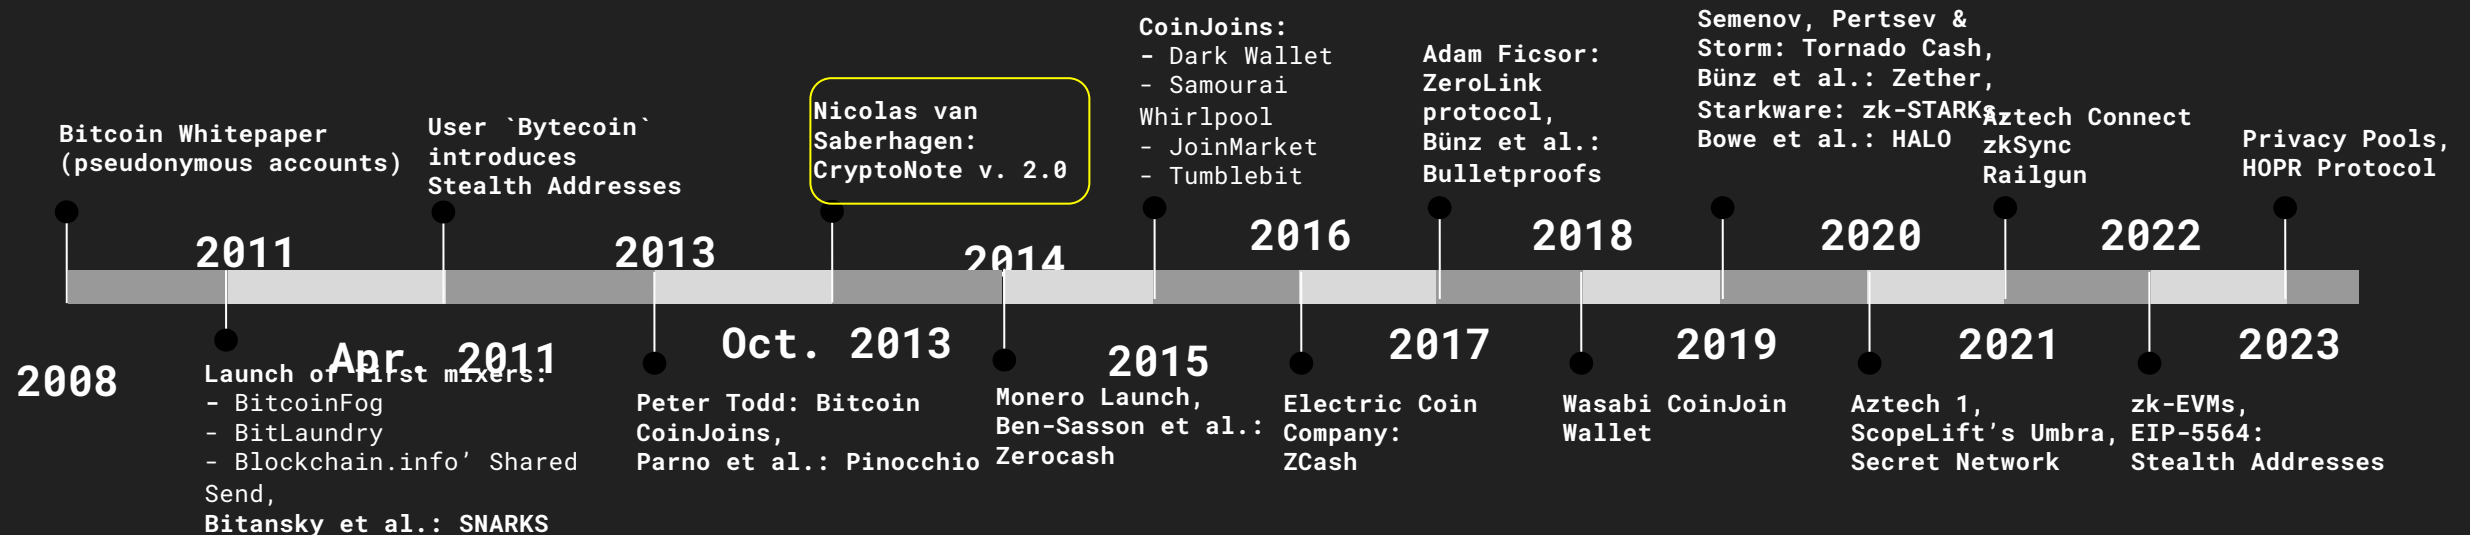 Bitcoin Whitepaper
(pseudonymous accounts)
2008
2011
Launch of first mixers:
- BitcoinFog
- BitLaundry
- Blockchain.info’ Shared
Send,
Bitansky et al.: SNARKS
User `Bytecoin`
introduces
Stealth Addresses
Apr. 2011
2013
Peter Todd: Bitcoin
CoinJoins,
Parno et al.: Pinocchio
Nicolas van
Saberhagen:
CryptoNote v. 2.0
Oct. 2013
2014
Monero Launch,
Ben-Sasson et al.:
Zerocash
CoinJoins:
- Dark Wallet
- Samourai
Whirlpool
- JoinMarket
- Tumblebit
2015
2016
Electric Coin
Company:
ZCash
Adam Ficsor:
ZeroLink
protocol,
Bünz et al.:
Bulletproofs
2017
2018
Wasabi CoinJoin
Wallet
Semenov, Pertsev &
Storm: Tornado Cash,
Bünz et al.: Zether,
Starkware: zk-STARKs,
Bowe et al.: HALO
2019
2020
Aztech 1,
ScopeLift’s Umbra,
Secret Network
Aztech Connect
zkSync
Railgun
2021
2022
zk-EVMs,
EIP-5564:
Stealth Addresses
Privacy Pools,
HOPR Protocol
2023